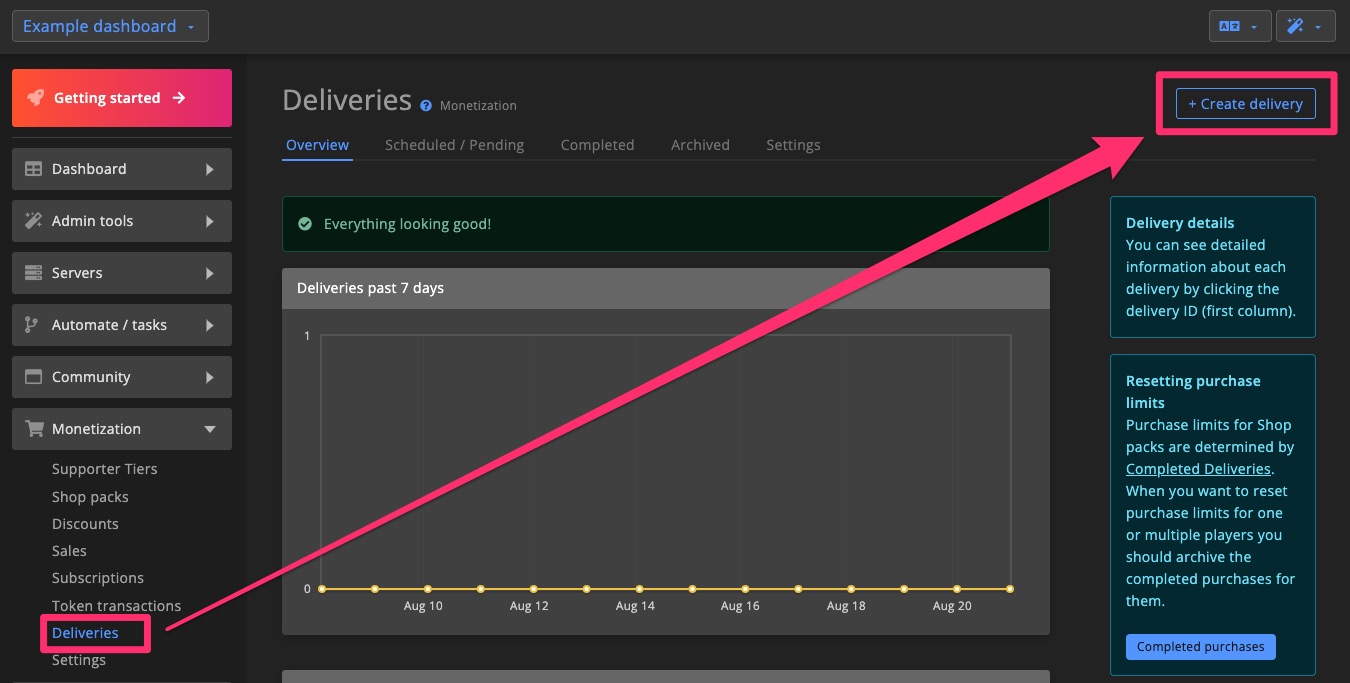 Example dashboard
Getting started
Dashboard
Admin tools
Servers
Automate / tasks
Community
Monetization
Supporter Tiers
Shop packs
Discounts
Sales
Subscriptions
Token transactions
Deliveries
Settings
Deliveries ? Monetization
+ Create delivery
Overview Scheduled / Pending Completed Archived Settings
Everything looking good!
Deliveries past 7 days
1
0
Aug 10 Aug 12 Aug 14 Aug 16 Aug 18 Aug 20
Delivery details
You can see detailed
information about each
delivery by clicking the
delivery ID (first column).
Resetting purchase
limits
Purchase limits for Shop
packs are determined by
Completed Deliveries.
When you want to reset
purchase limits for one
or multiple players you
should archive the
completed purchases for
them.
Completed purchases